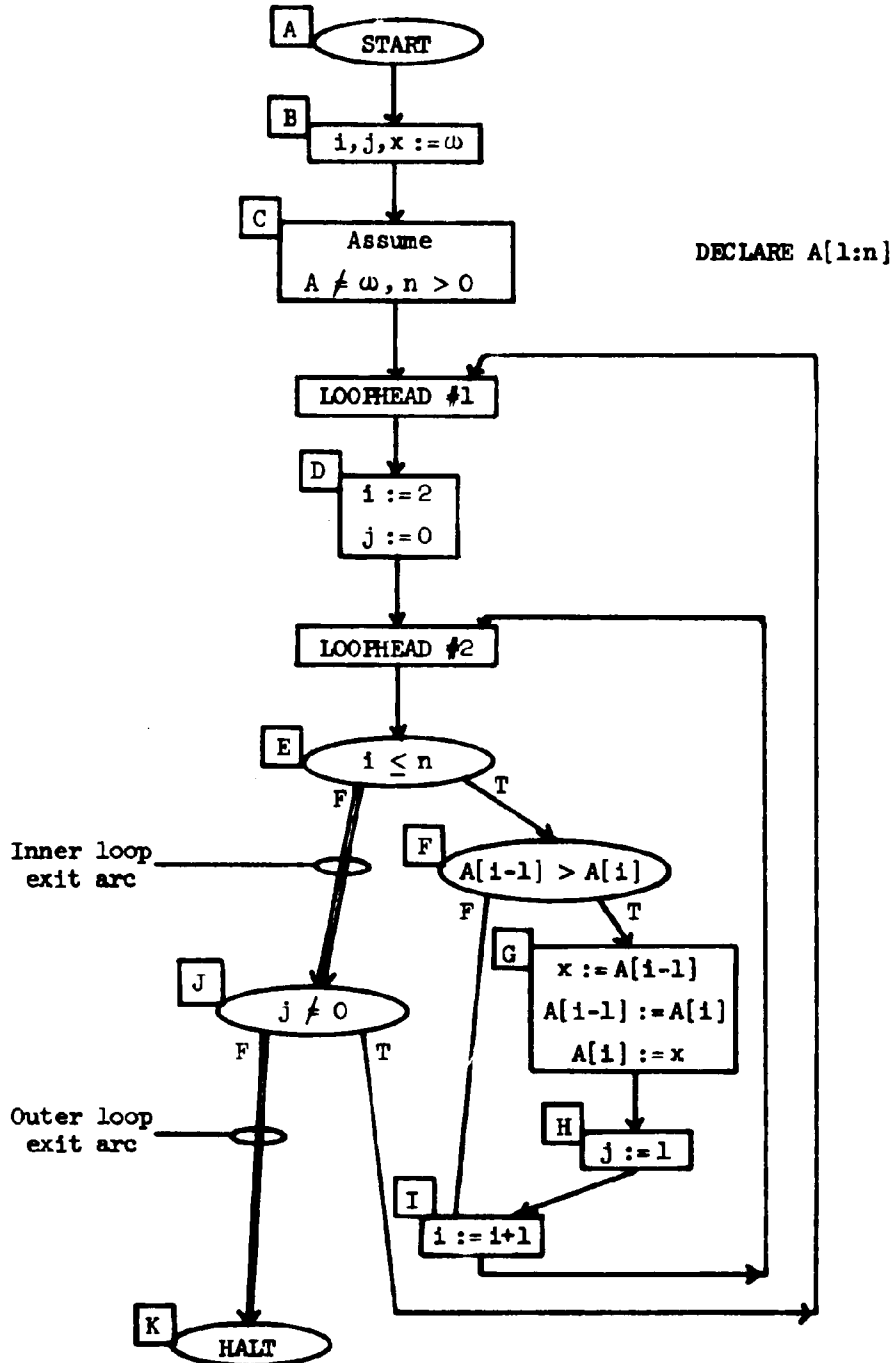 A
START
B
i,j,x := ω
C
Assume
A ≠ ω, n > 0
DECLARE A[1:n]
LOOPHEAD #1
D
i := 2
j := 0
LOOPHEAD #2
E
i ≤ n
F
T
Inner loop
exit arc
F
A[i-1] > A[i]
F
T
G
x := A[i-1]
A[i-1] := A[i]
A[i] := x
J
j ≠ 0
F
T
Outer loop
exit arc
H
j := 1
I
i := i+1
K
HALT